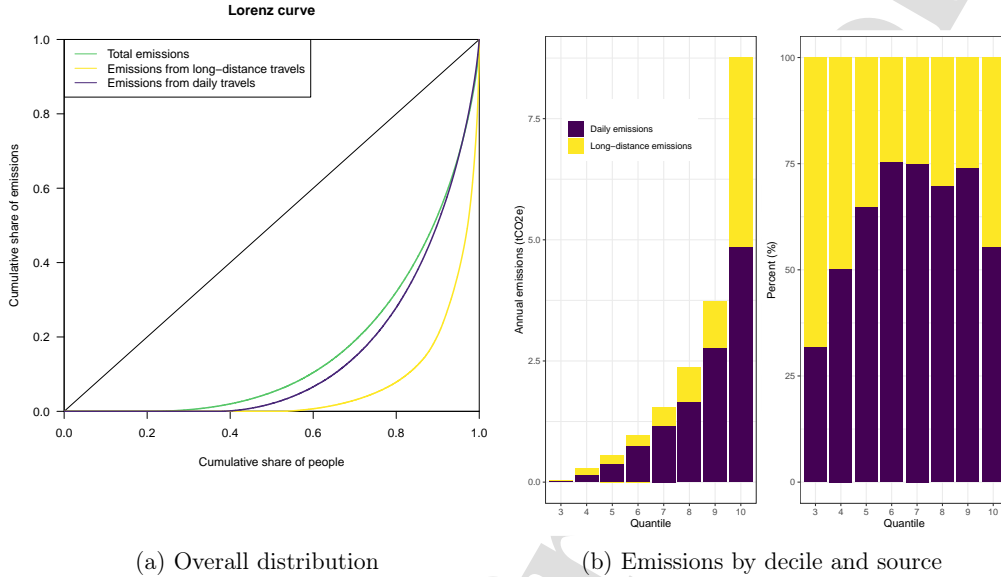 Lorenz curve
Total emissions
Emissions from long−distance travels
Emissions from daily travels
Cumulative share of emissions
1.0
0.8
0.6
0.4
0.2
0.0
0.0 0.2 0.4 0.6 0.8 1.0
Cumulative share of people
(a) Overall distribution
Annual emissions (tCO2e)
7.5
5.0
2.5
0.0
Daily emissions
Long−distance emissions
3 4 5 6 7 8 9 10
Quantile
Percent (%)
100
75
50
25
0
3 4 5 6 7 8 9 10
Quantile
(b) Emissions by decile and source